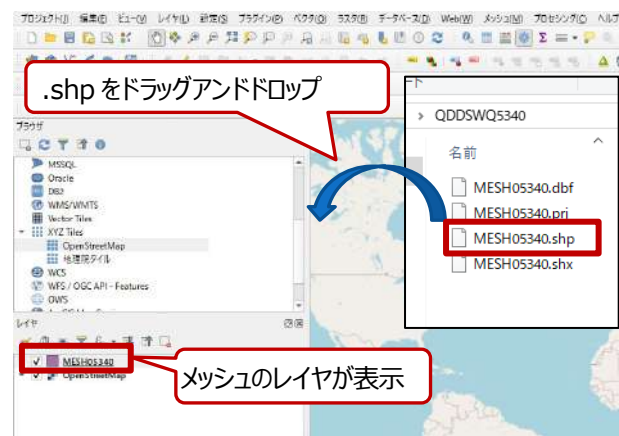 プロジェクト(J) 編集(E) ビュー(V) レイヤ(L) 設定(S) プラグイン(P) ベクタ(O) ラスタ(R) データベース(D) Web(W) メッシュ(M) プロセシング(C) ヘルプ
.shp をドラッグアンドドロップ
ブラウザ
MSSQL
Oracle
DB2
WMS/WMTS
Vector Tiles
XYZ Tiles
OpenStreetMap
地理院タイル
WCS
WFS / OGC API - Features
OWS
QDDSWQ5340
名前
MESH05340.dbf
MESH05340.prj
MESH05340.shp
MESH05340.shx
レイヤ
MESH05340
OpenStreetMap
メッシュのレイヤが表示